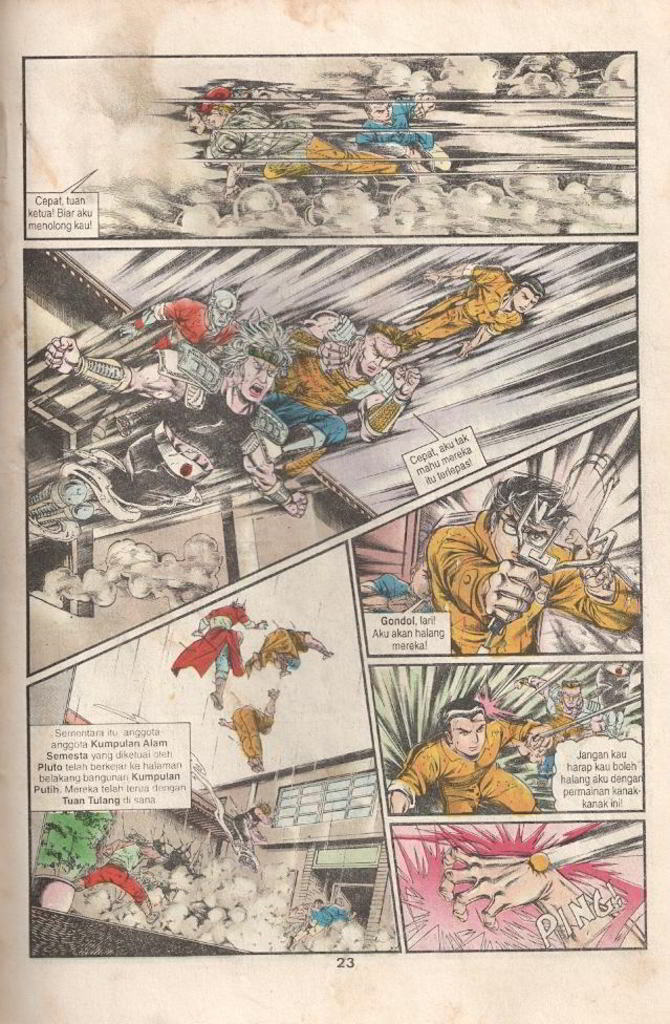 Cepat, tuan
ketua! Biar aku
menolong kau!
Cepat, aku tak
mahu mereka
itu terlepas!
Gondol, lari!
Aku akan halang
mereka!
Sementara itu, anggota-
anggota Kumpulan Alam
Semesta yang diketuai oleh
Pluto telah berkejar ke halaman
belakang bangunan Kumpulan
Putih. Mereka telah tersua dengan
Tuan Tulang di sana.
Jangan kau
harap kau boleh
halang aku dengan
permainan kanak-
kanak ini!
PING!
23